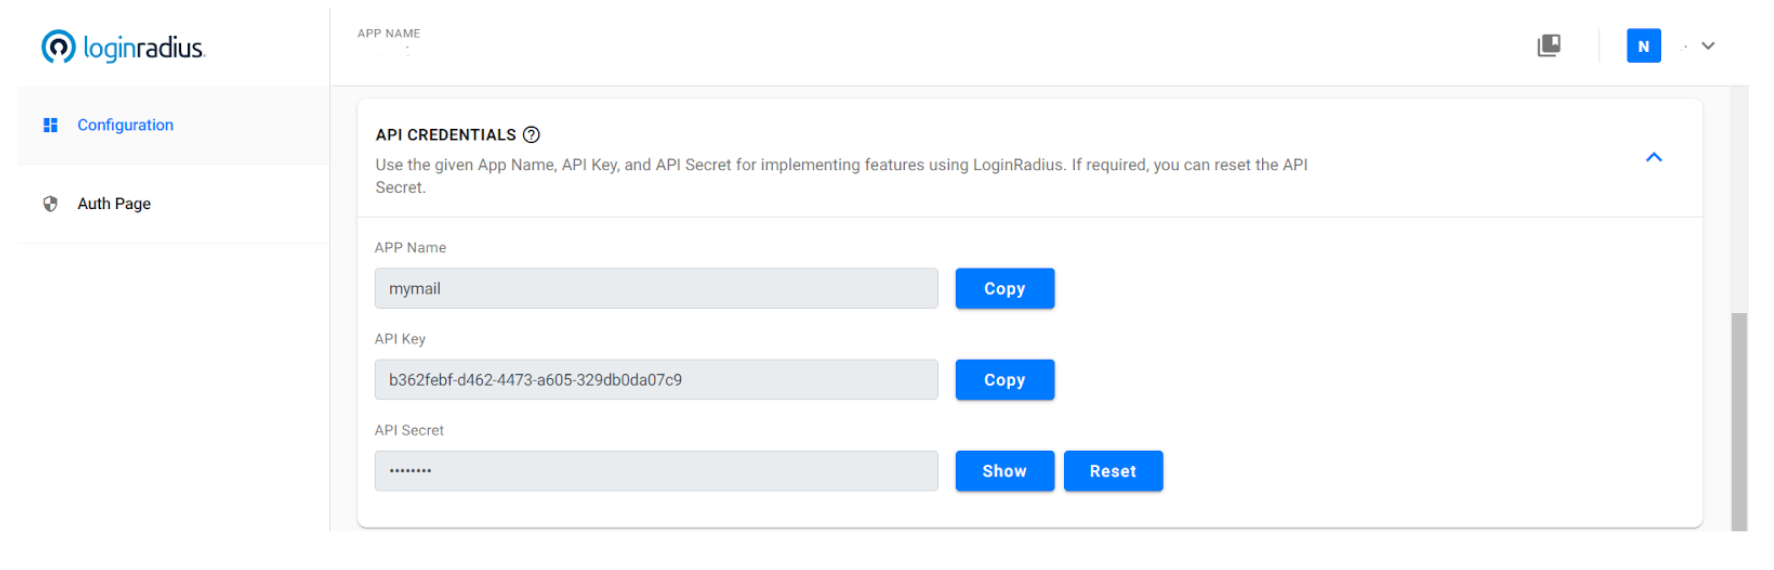 loginradius
APP NAME
N
Configuration
Auth Page
API CREDENTIALS
Use the given App Name, API Key, and API Secret for implementing features using LoginRadius. If required, you can reset the API
Secret.
APP Name
mymail
Copy
API Key
b362febf-d462-4473-a605-329db0da07c9
Copy
API Secret
••••••••
Show
Reset